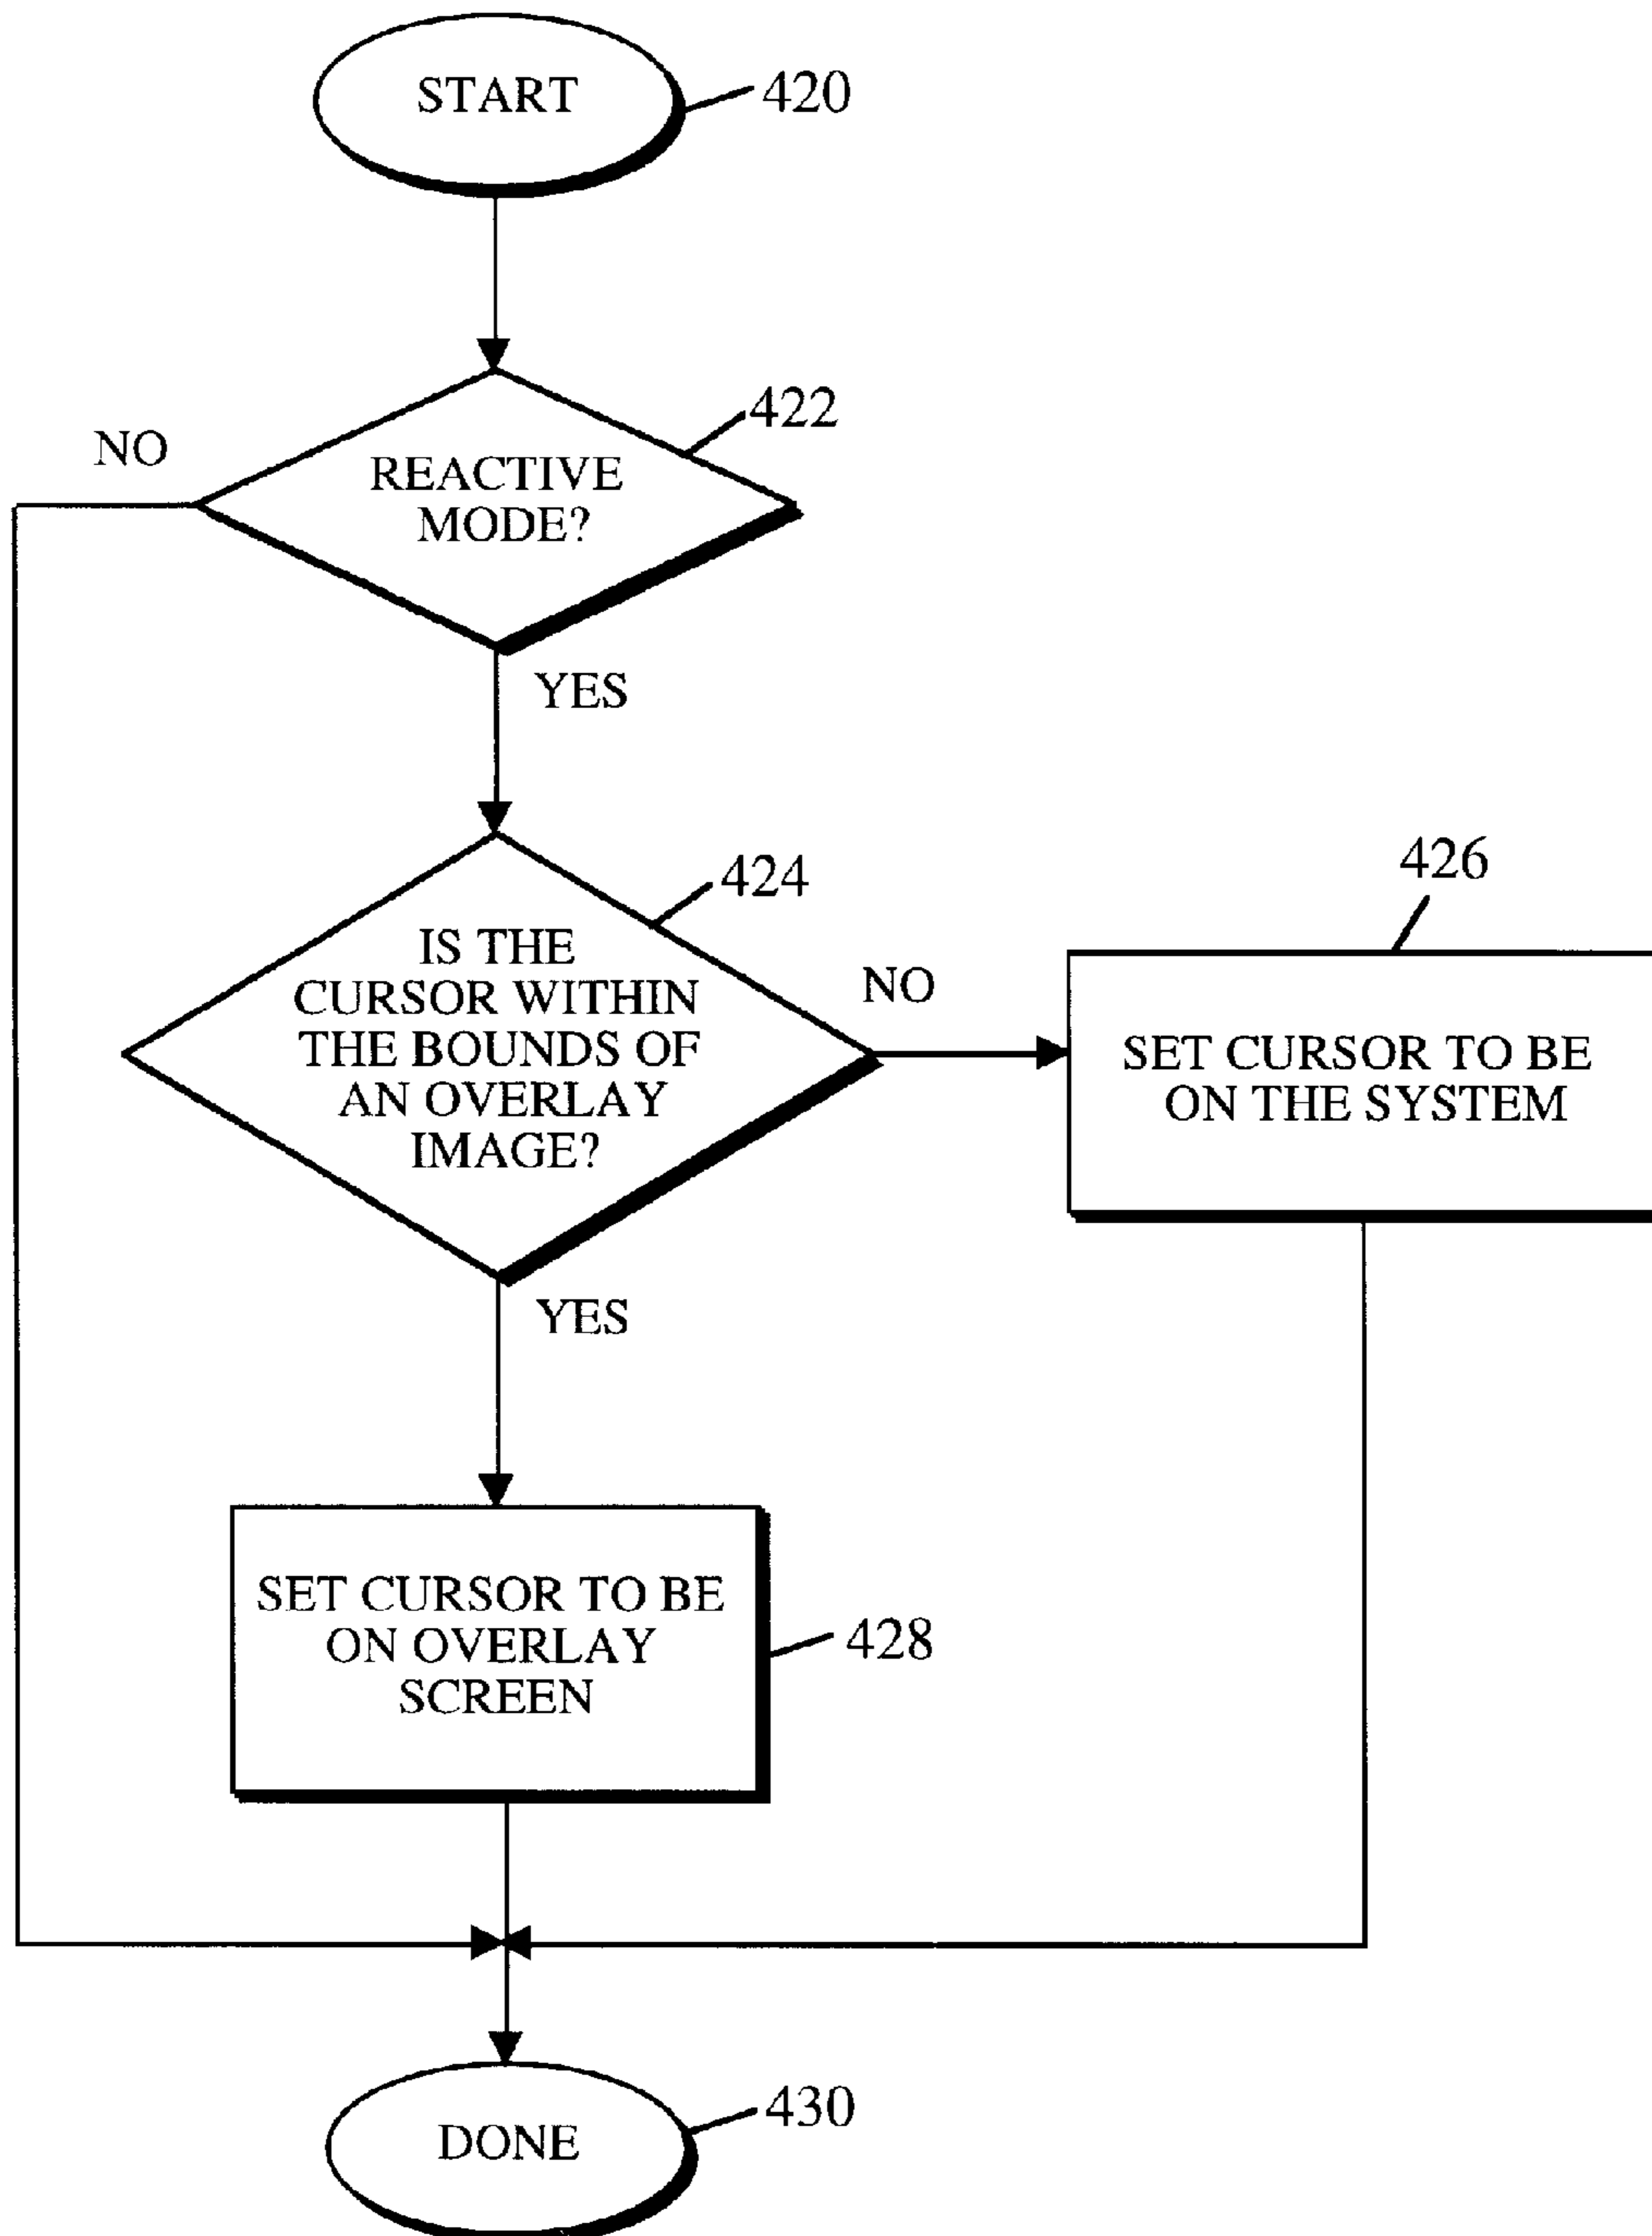 START
420
422
NO
REACTIVE
MODE?
YES
424
426
IS THE
CURSOR WITHIN
THE BOUNDS OF
AN OVERLAY
IMAGE?
NO
SET CURSOR TO BE
ON THE SYSTEM
YES
SET CURSOR TO BE
ON OVERLAY
SCREEN
428
DONE
430